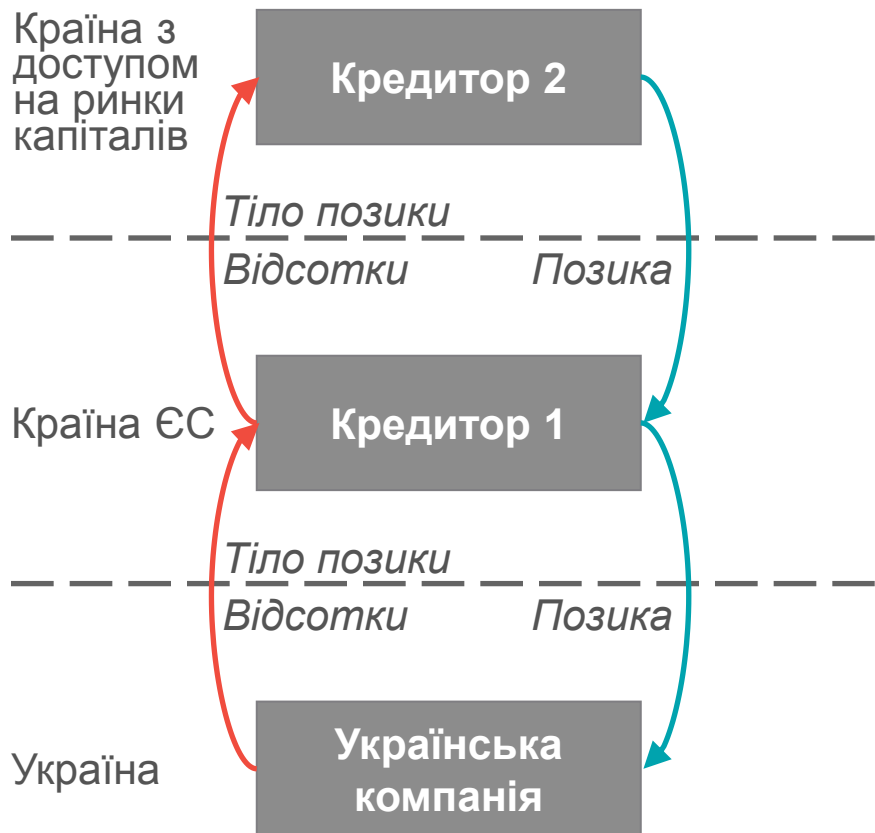 Країна з
доступом
на ринки
капіталів
Кредитор 2
Тіло позики
Відсотки
Позика
Країна ЄС
Кредитор 1
Тіло позики
Відсотки
Позика
Україна
Українська
компанія